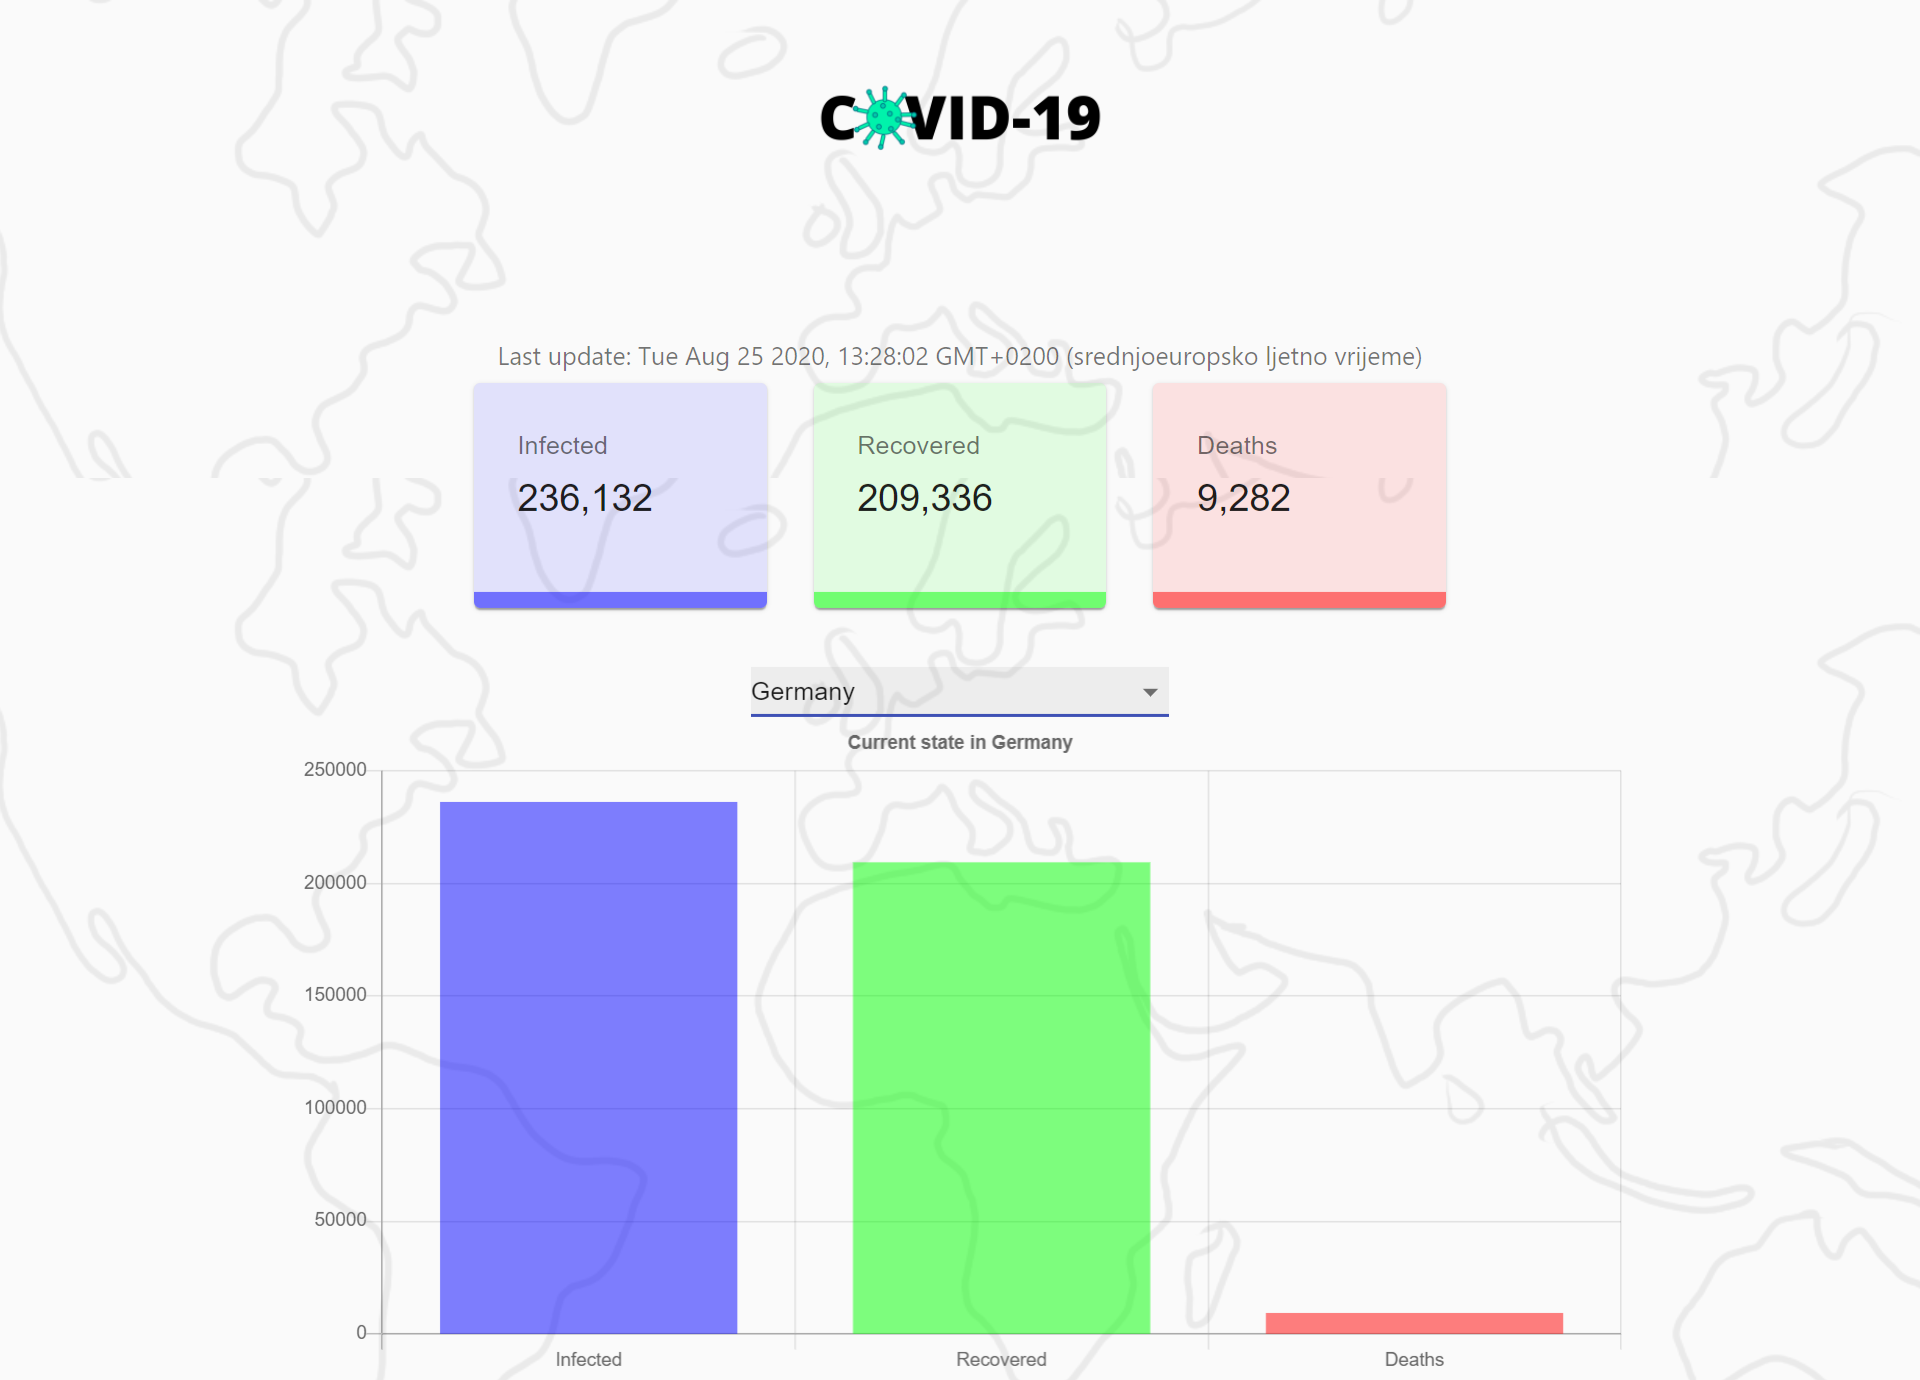 COVID-19
Last update: Tue Aug 25 2020, 13:28:02 GMT+0200 (srednjoeuropsko ljetno vrijeme)
Infected
236,132
Recovered
209,336
Deaths
9,282
Germany
Current state in Germany
250000
200000
150000
100000
50000
0
Infected
Recovered
Deaths